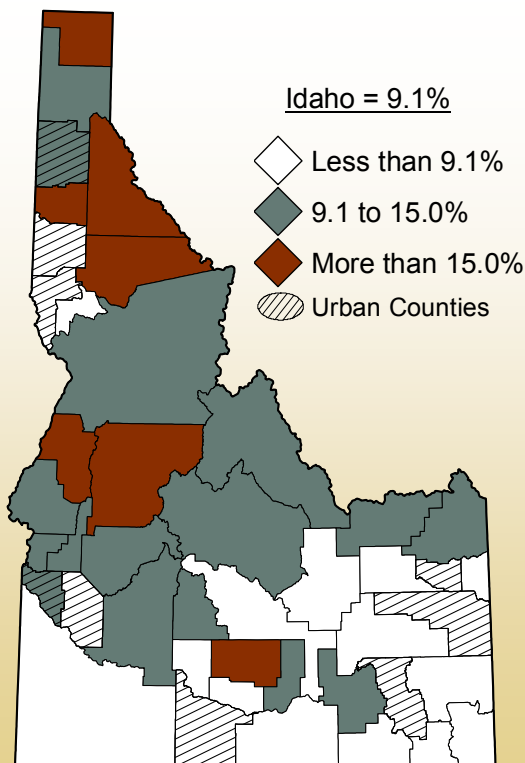 Idaho = 9.1%
Less than 9.1%
9.1 to 15.0%
More than 15.0%
Urban Counties